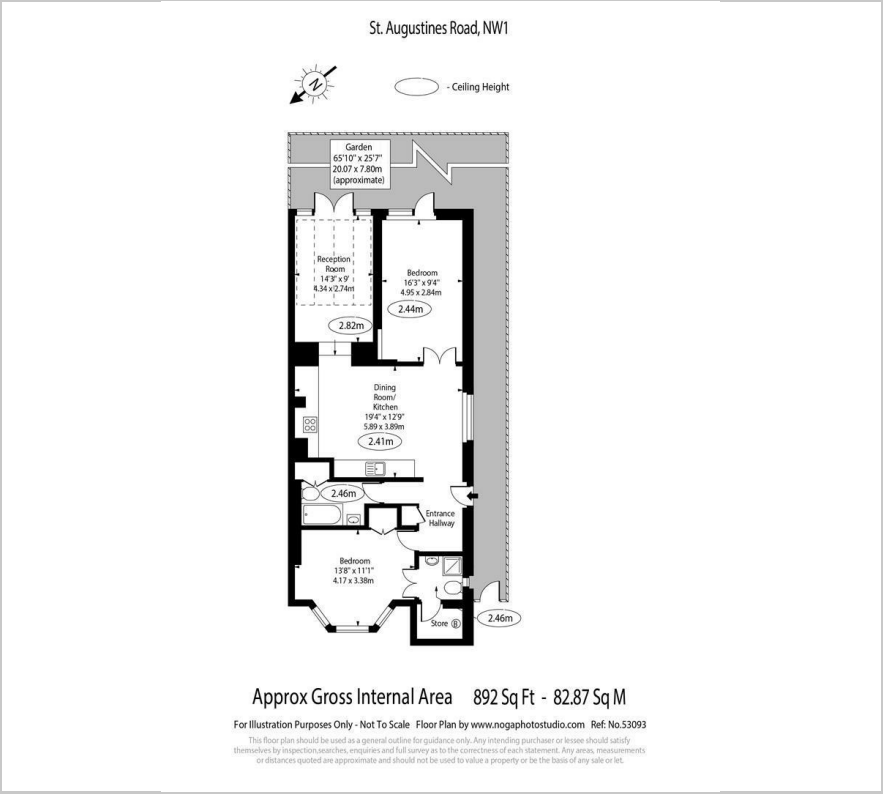 St. Augustines Road, NW1
N
- Ceiling Height
Garden
65'10" x 25'7"
20.07 x 7.80m
(approximate)
Reception
Room
14'3" x 9'
4.34 x 2.74m
2.82m
Bedroom
16'3" x 9'4"
4.95 x 2.84m
2.44m
Dining
Room/
Kitchen
19'4" x 12'9"
5.89 x 3.89m
2.41m
2.46m
Entrance
Hallway
Bedroom
13'8" x 11'1"
4.17 x 3.38m
Store B
2.46m
Approx Gross Internal Area 892 Sq Ft - 82.87 Sq M
For Illustration Purposes Only - Not To Scale Floor Plan by www.nogaphotostudio.com Ref: No.53093
This floor plan should be used as a general outline for guidance only. Any intending purchaser or lessee should satisfy
themselves by inspection,searches, enquiries and full survey as to the correctness of each statement. Any areas, measurements
or distances quoted are approximate and should not be used to value a property or be the basis of any sale or let.